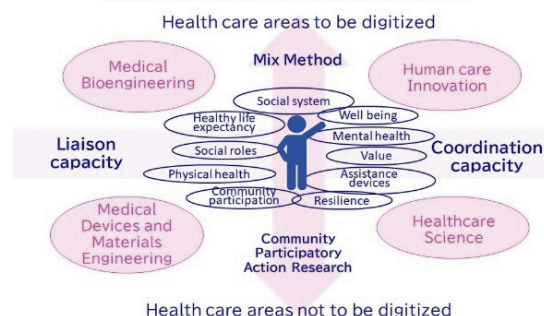 Health care areas to be digitized
Mix Method
Medical
Bioengineering
Human care
Innovation
Social system
Healthy life
expectancy
Well being
Mental health
Social roles
Value
Liaison
capacity
Coordination
capacity
Physical health
Assistance
devices
Community
participation
Resilience
Medical
Devices and
Materials
Engineering
Healthcare
Science
Community
Participatory
Action Research
Health care areas not to be digitized